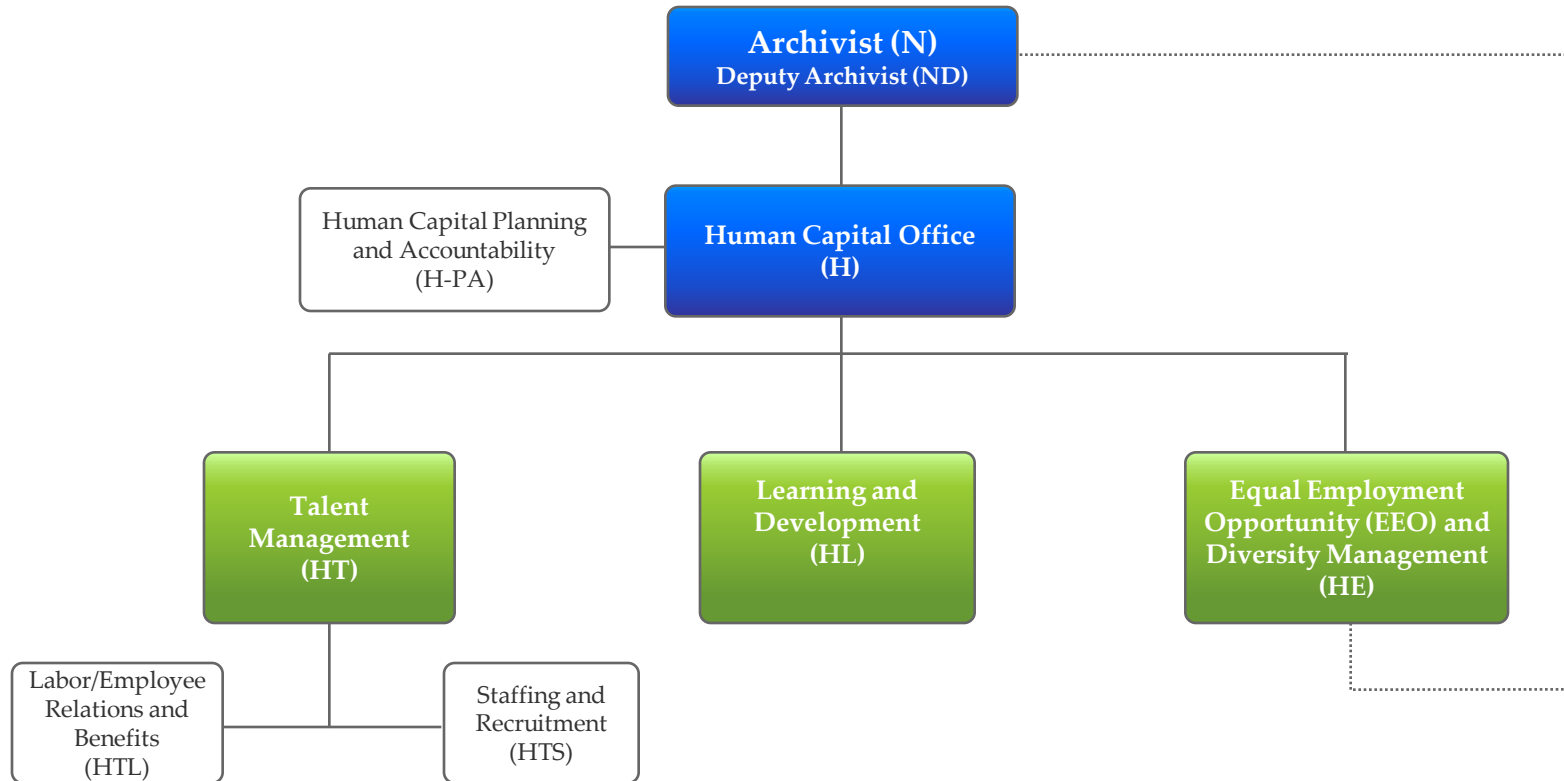 Archivist (N)
Deputy Archivist (ND)
Human Capital Planning
and Accountability
(H-PA)
Human Capital Office
(H)
Talent
Management
(HT)
Learning and
Development
(HL)
Equal Employment
Opportunity (EEO) and
Diversity Management
(HE)
Labor/Employee
Relations and
Benefits
(HTL)
Staffing and
Recruitment
(HTS)